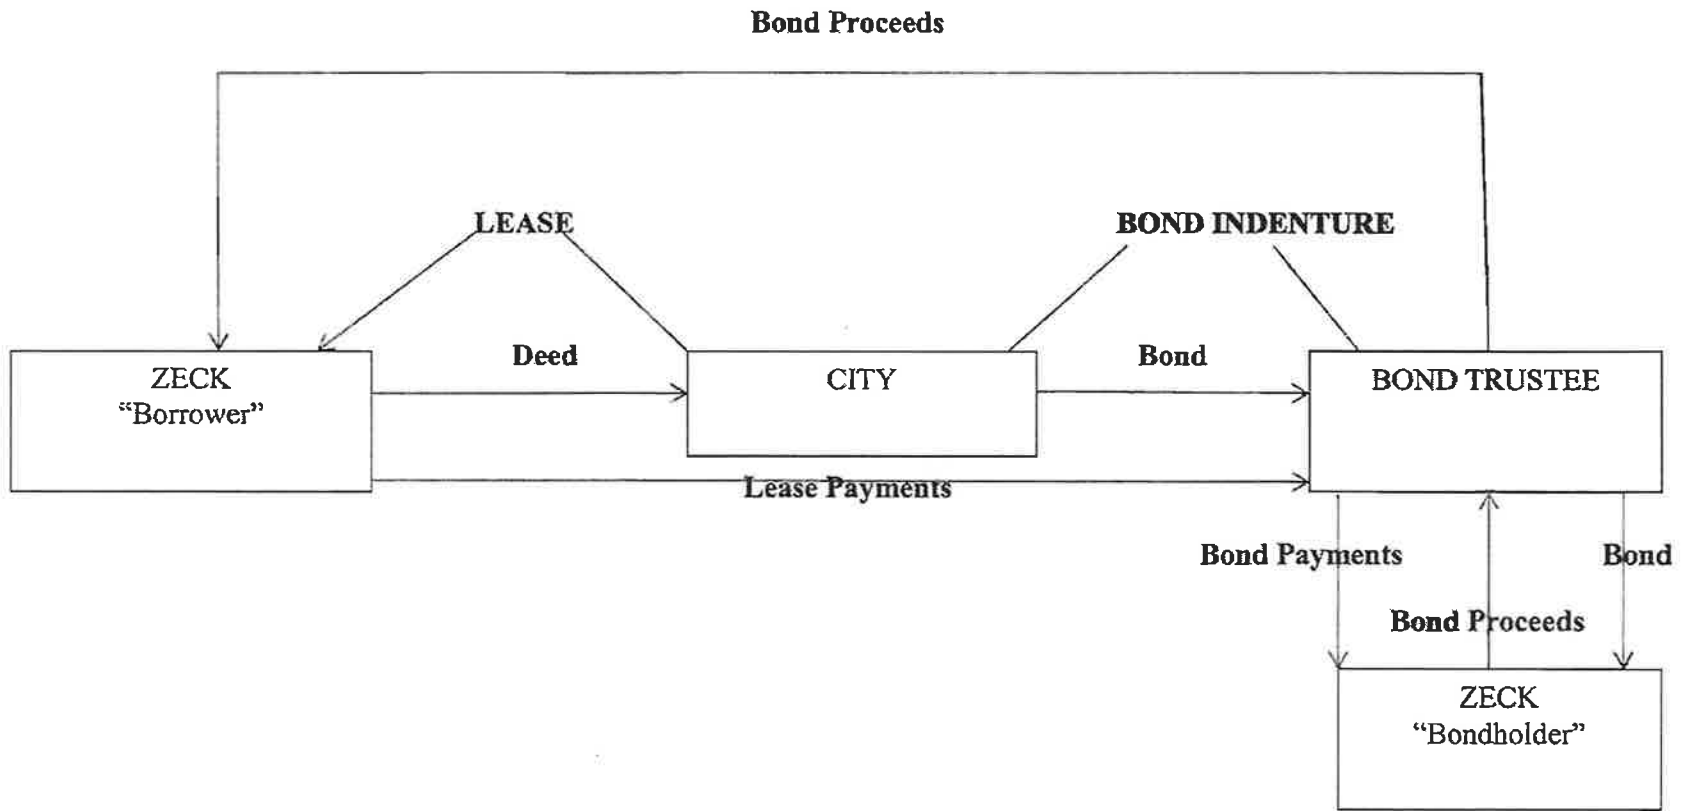 Bond Proceeds
LEASE
BOND INDENTURE
Deed
Bond
ZECK
“Borrower”
CITY
BOND TRUSTEE
Lease Payments
Bond Payments
Bond
Bond Proceeds
ZECK
“Bondholder”